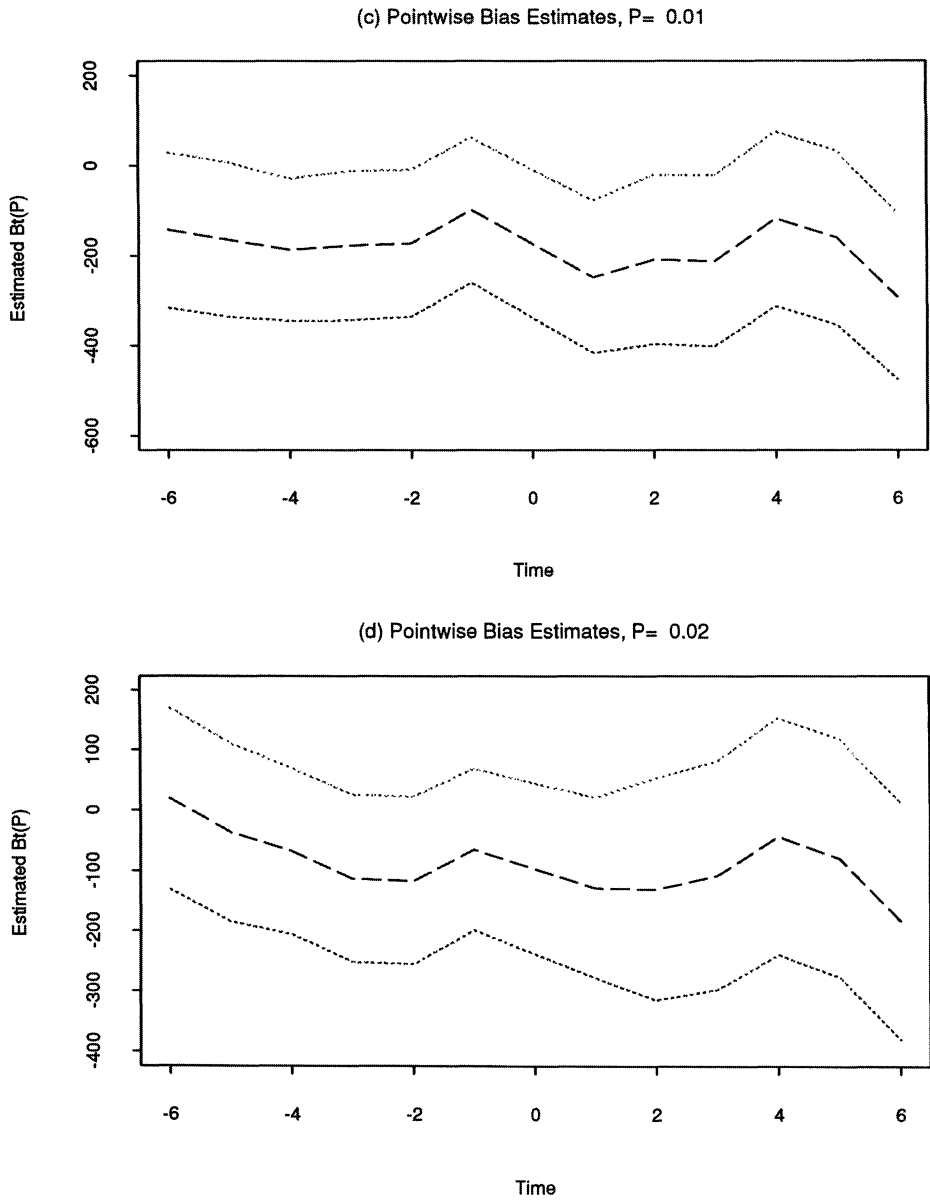 (c) Pointwise Bias Estimates, P= 0.01
Estimated Bt(P)
200
0
-200
-400
-600
-6 -4 -2 0 2 4 6
Time
(d) Pointwise Bias Estimates, P= 0.02
Estimated Bt(P)
200
100
0
-100
-200
-300
-400
-6 -4 -2 0 2 4 6
Time